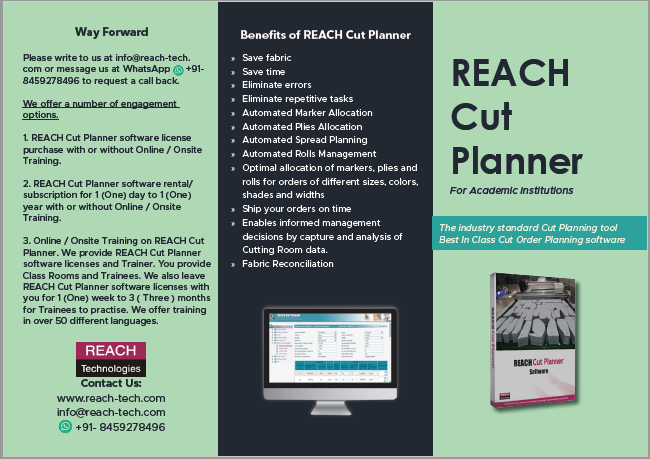 Way Forward
Please write to us at info@reach-tech.
com or message us at WhatsApp +91-
8459278496 to request a call back.
We offer a number of engagement
options.
1. REACH Cut Planner software license
purchase with or without Online / Onsite
Training.
2. REACH Cut Planner software rental/
subscription for 1 (One) day to 1 (One)
year with or without Online / Onsite
Training.
3. Online / Onsite Training on REACH Cut
Planner. We provide REACH Cut Planner
software licenses and Trainer. You provide
Class Rooms and Trainees. We also leave
REACH Cut Planner software licenses with
you for 1 (One) week to 3 ( Three ) months
for Trainees to practise. We offer training
in over 50 different languages.
REACH
Technologies
Contact Us:
www.reach-tech.com
info@reach-tech.com
+91- 8459278496
Benefits of REACH Cut Planner
» Save fabric
» Save time
» Eliminate errors
» Eliminate repetitive tasks
» Automated Marker Allocation
» Automated Plies Allocation
» Automated Spread Planning
» Automated Rolls Management
» Optimal allocation of markers, plies and
rolls for orders of different sizes, colors,
shades and widths
» Ship your orders on time
» Enables informed management
decisions by capture and analysis of
Cutting Room data.
» Fabric Reconciliation
REACH
Cut
Planner
For Academic Institutions
The industry standard Cut Planning tool
Best In Class Cut Order Planning software
REACH Cut Planner
Software